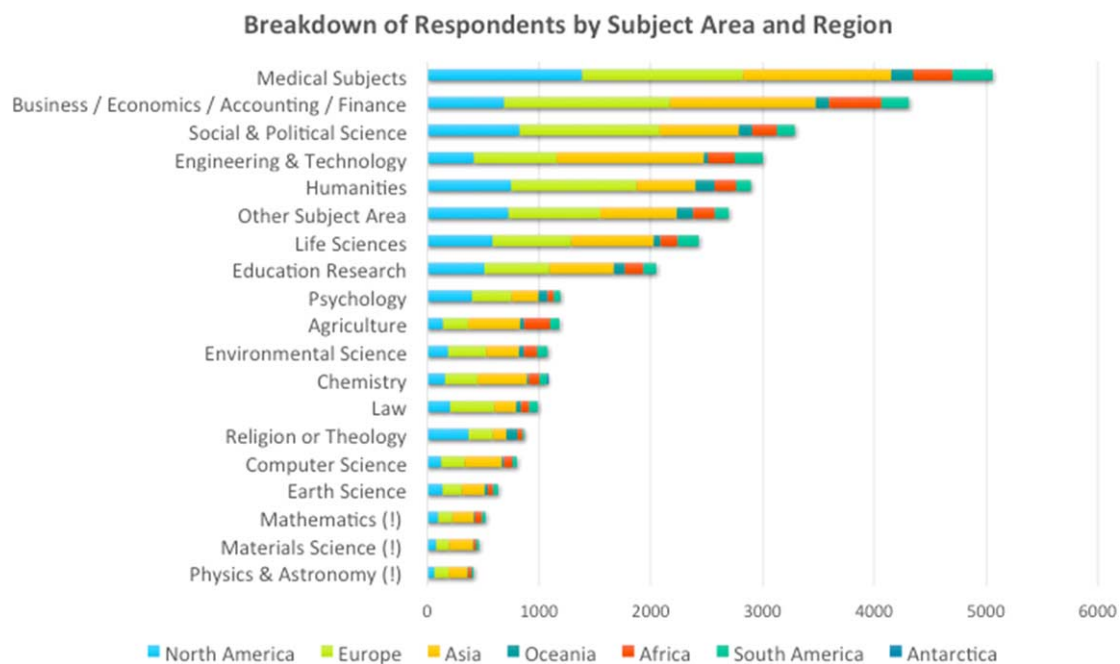 Breakdown of Respondents by Subject Area and Region
Medical Subjects
Business / Economics / Accounting / Finance
Social & Political Science
Engineering & Technology
Humanities
Other Subject Area
Life Sciences
Education Research
Psychology
Agriculture
Environmental Science
Chemistry
Law
Religion or Theology
Computer Science
Earth Science
Mathematics (!)
Materials Science (!)
Physics & Astronomy (!)
0 1000 2000 3000 4000 5000 6000
North America Europe Asia Oceania Africa South America Antarctica